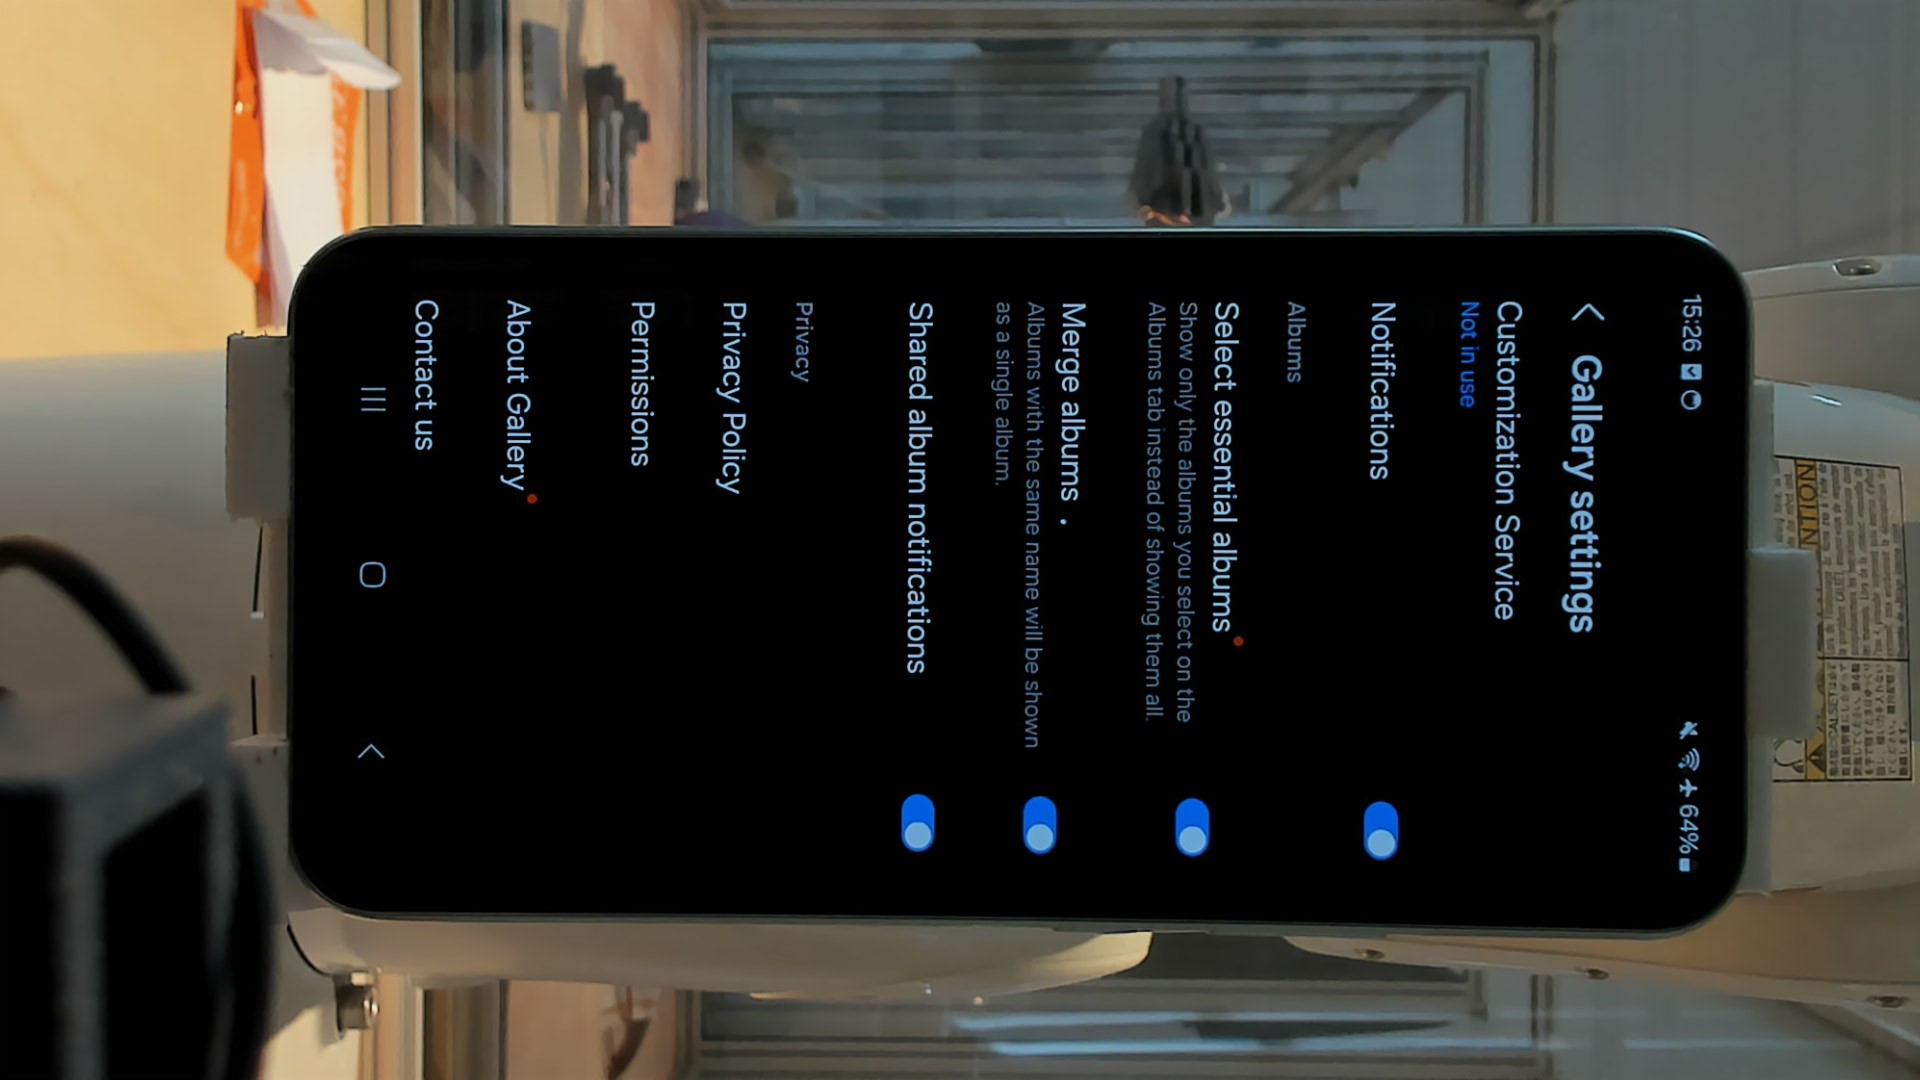 15:26
64%
Gallery settings
Customization Service
Not in use
Notifications
Albums
Select essential albums
Show only the albums you select on the
Albums tab instead of showing them all.
Merge albums
Albums with the same name will be shown
as a single album.
Shared album notifications
Privacy
Privacy Policy
Permissions
About Gallery
Contact us